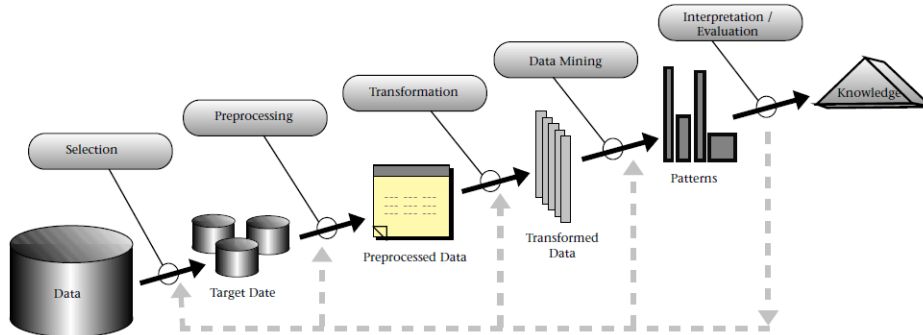 Interpretation /
Evaluation
Data Mining
Transformation
Preprocessing
Selection
Knowledge
Patterns
Transformed
Data
Preprocessed Data
Target Date
Data